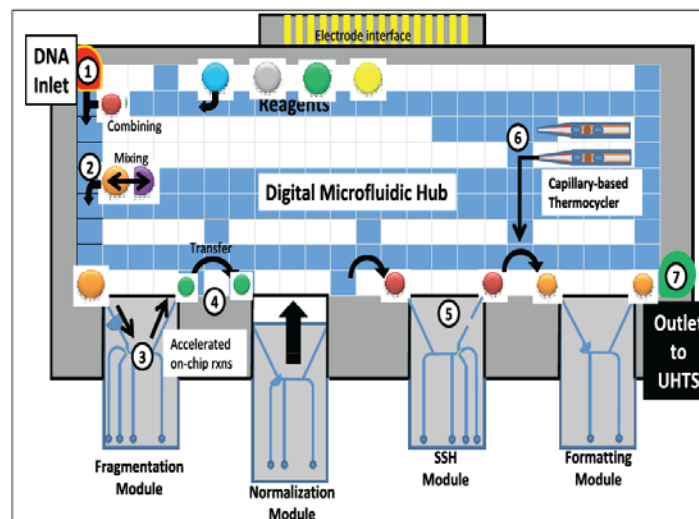 Electrode interface
DNA
Inlet
1
Reagents
Combining
2
Mixing
6
Capillary-based
Thermocycler
Digital Microfluidic Hub
Transfer
4
7
3
Accelerated
on-chip rxns
5
Outlet
to
UHTS
Fragmentation
Module
Normalization
Module
SSH
Module
Formatting
Module